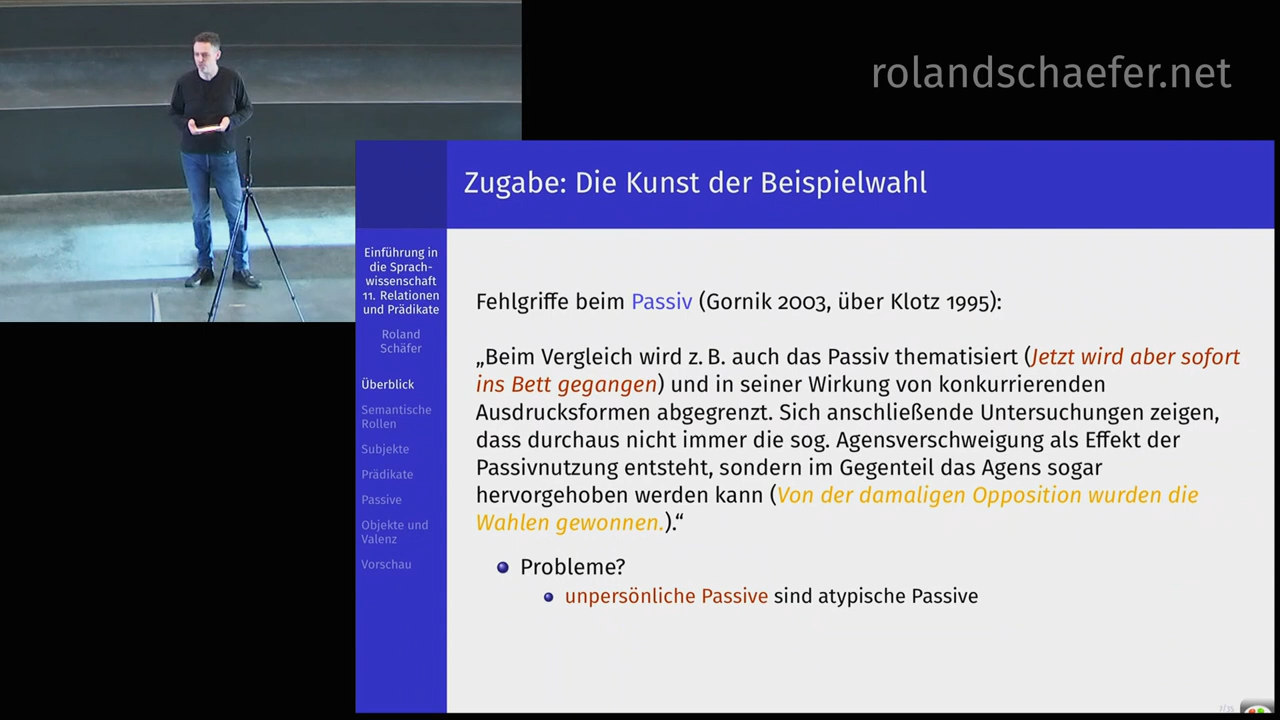 rolandschaefer.net
Zugabe: Die Kunst der Beispielwahl
Einführung in
die Sprach-
wissenschaft
11. Relationen
und Prädikate
Roland
Schäfer
Überblick
Semantische
Rollen
Subjekte
Prädikate
Passive
Objekte und
Valenz
Vorschau
Fehlgriffe beim Passiv (Gornik 2003, über Klotz 1995):
„Beim Vergleich wird z. B. auch das Passiv thematisiert (Jetzt wird aber sofort
ins Bett gegangen) und in seiner Wirkung von konkurrierenden
Ausdrucksformen abgegrenzt. Sich anschließende Untersuchungen zeigen,
dass durchaus nicht immer die sog. Agensverschweigung als Effekt der
Passivnutzung entsteht, sondern im Gegenteil das Agens sogar
hervorgehoben werden kann (Von der damaligen Opposition wurden die
Wahlen gewonnen.).“
Probleme?
unpersönliche Passive sind atypische Passive